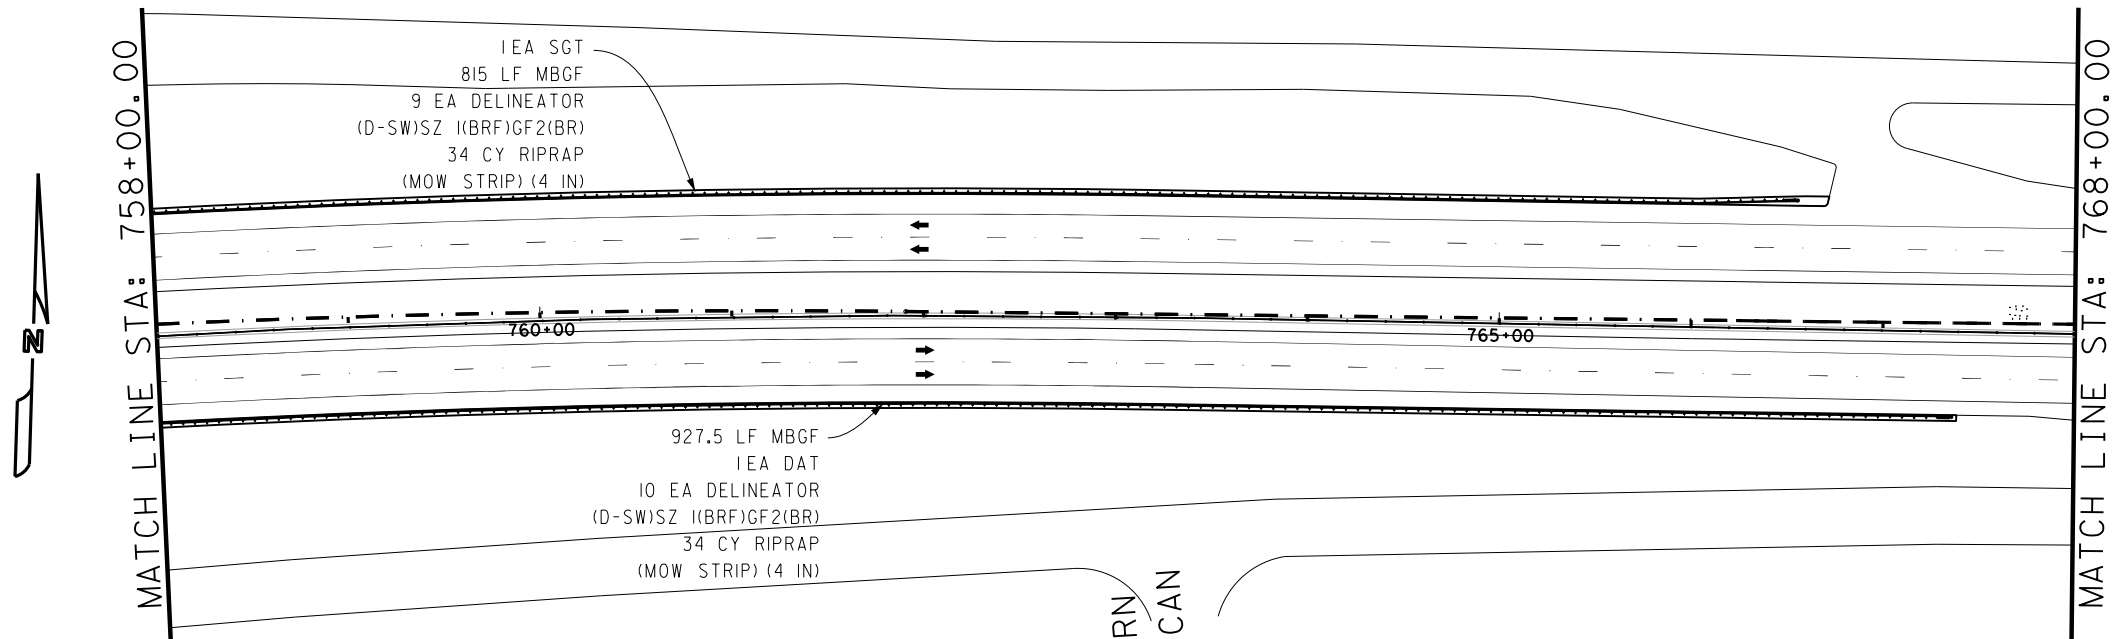 MATCH LINE STA: 758+00.00
1 EA SGT
815 LF MBGF
9 EA DELINEATOR
(D-SW)SZ 1(BRF)GF2(BR)
34 CY RIPRAP
(MOW STRIP) (4 IN)
N
760+00
765+00
927.5 LF MBGF
1 EA DAT
10 EA DELINEATOR
(D-SW)SZ 1(BRF)GF2(BR)
34 CY RIPRAP
(MOW STRIP) (4 IN)
RN
CAN
MATCH LINE STA: 768+00.00